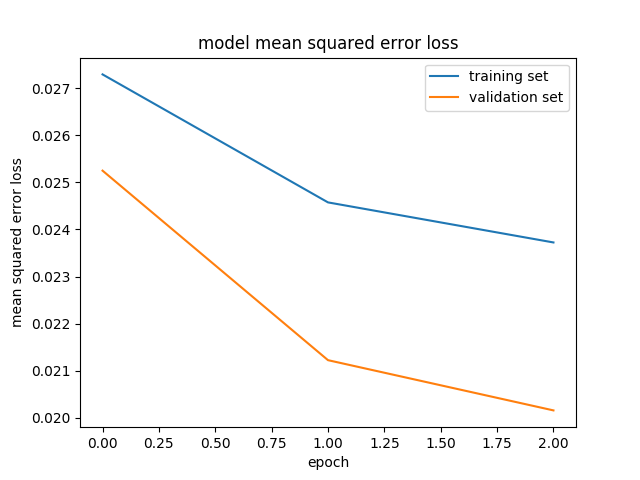 model mean squared error loss
training set
validation set
0.027
0.026
0.025
0.024
0.023
0.022
0.021
0.020
mean squared error loss
0.00 0.25 0.50 0.75 1.00 1.25 1.50 1.75 2.00
epoch